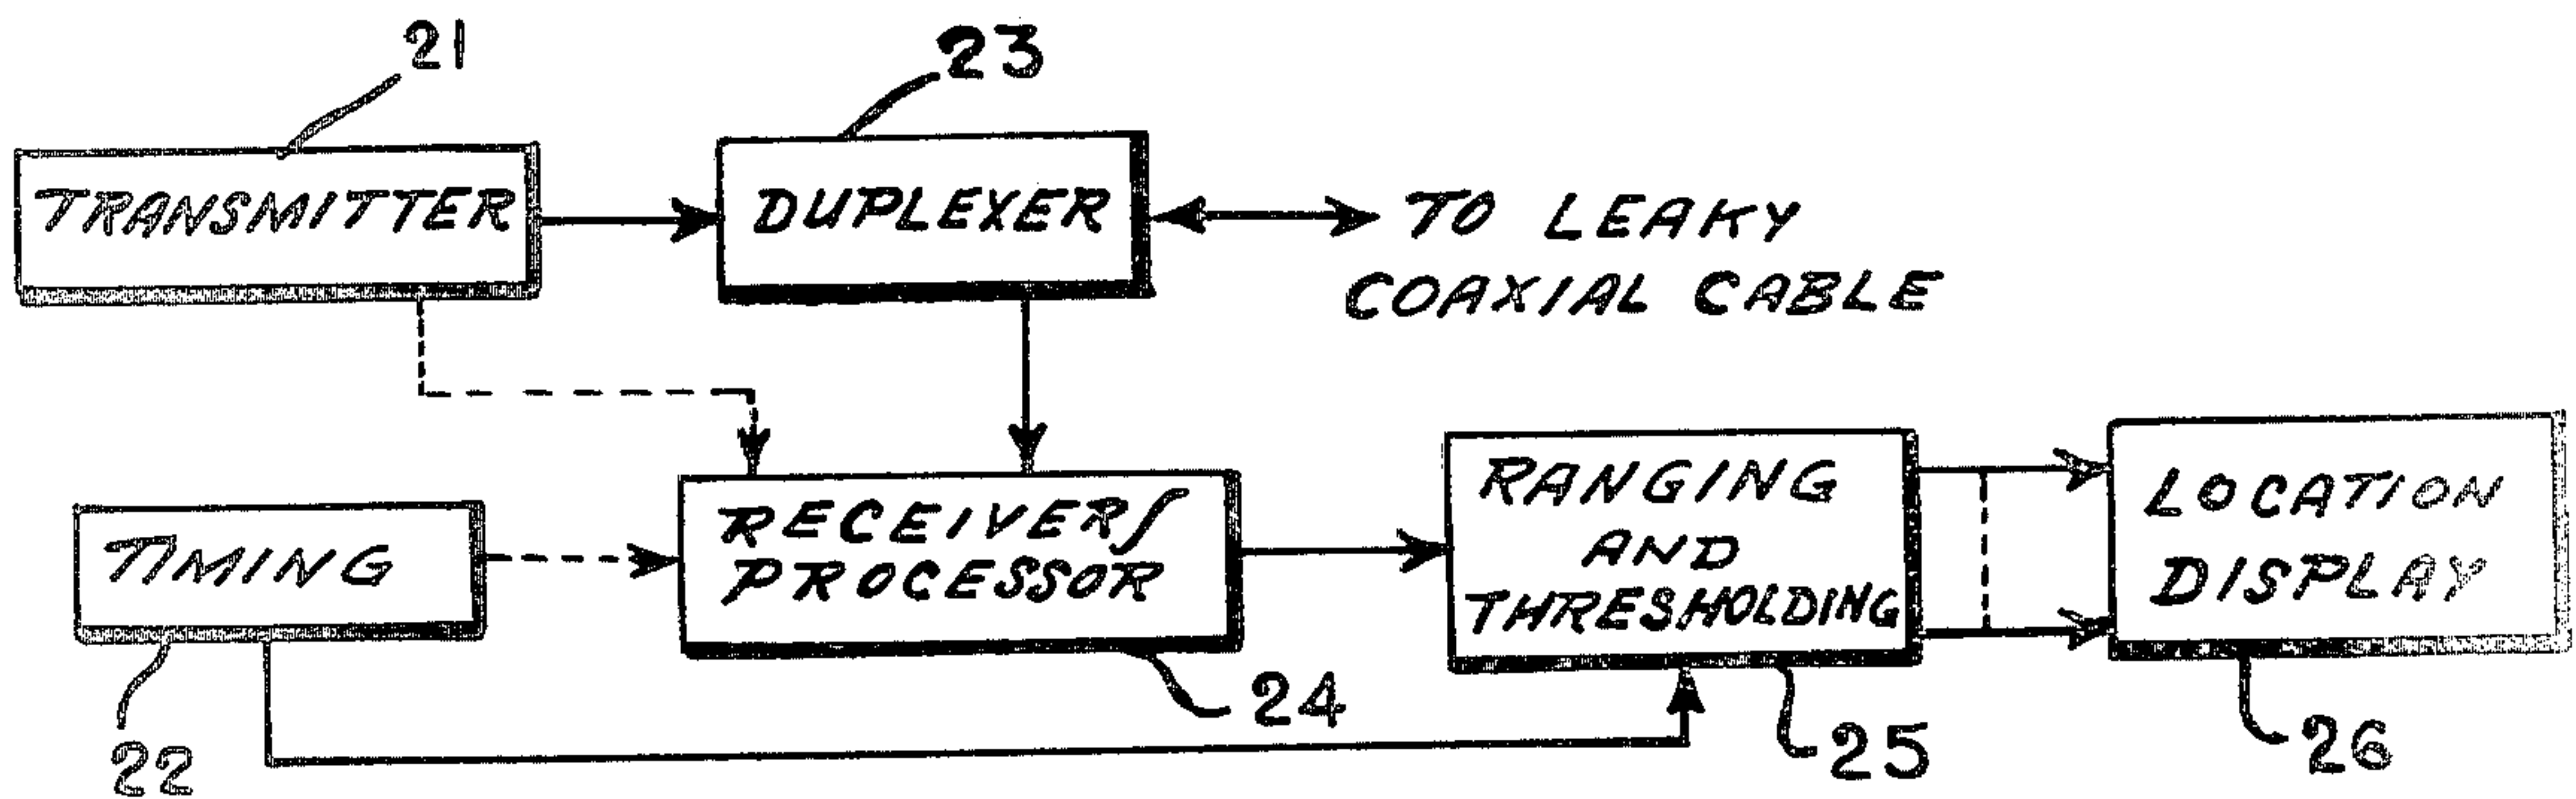 21
23
TRANSMITTER
DUPLEXER
TO LEAKY
COAXIAL CABLE
TIMING
RECEIVER/
PROCESSOR
RANGING
AND
THRESHOLDING
LOCATION
DISPLAY
22
24
25
26